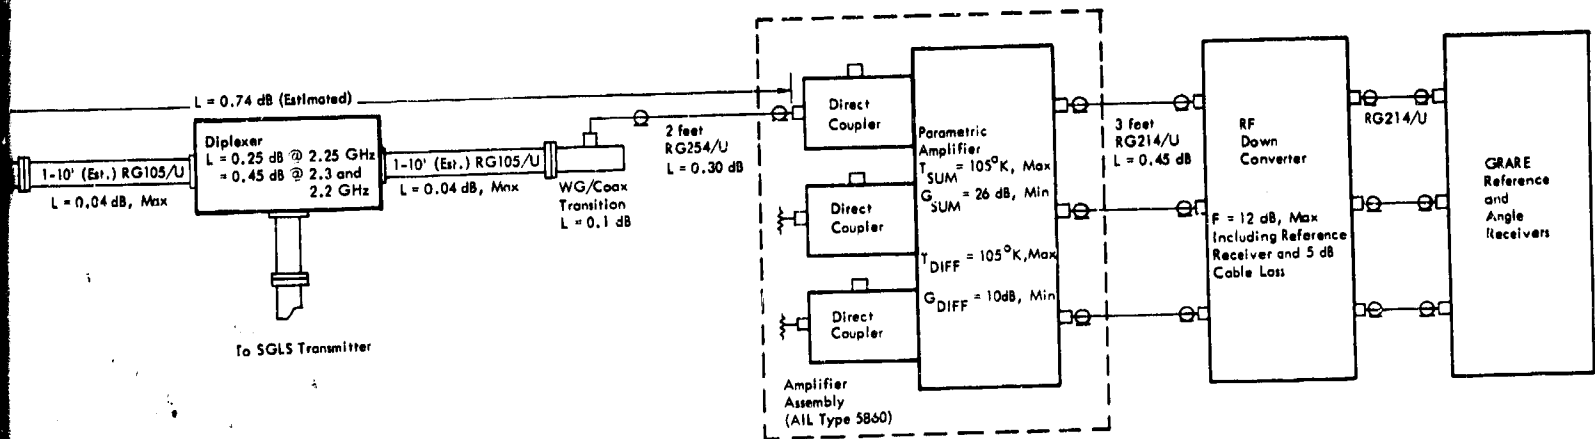 L = 0.74 dB (Estimated)
1-10' (Est.) RG105/U
L = 0.04 dB, Max
Diplexer
L = 0.25 dB @ 2.25 GHz
= 0.45 dB @ 2.3 and
2.2 GHz
To SGLS Transmitter
1-10' (Est.) RG105/U
L = 0.04 dB, Max
WG/Coax
Transition
L = 0.1 dB
2 feet
RG254/U
L = 0.30 dB
Direct
Coupler
Direct
Coupler
Direct
Coupler
Parametric
Amplifier
TSUM = 105°K, Max
GSUM = 26 dB, Min
TDIFF = 105°K, Max
GDIFF = 10dB, Min
Amplifier
Assembly
(AIL Type 5860)
3 feet
RG214/U
L = 0.45 dB
RF
Down
Converter
F = 12 dB, Max
Including Reference
Receiver and 5 dB
Cable Loss
RG214/U
GRARE
Reference
and
Angle
Receivers